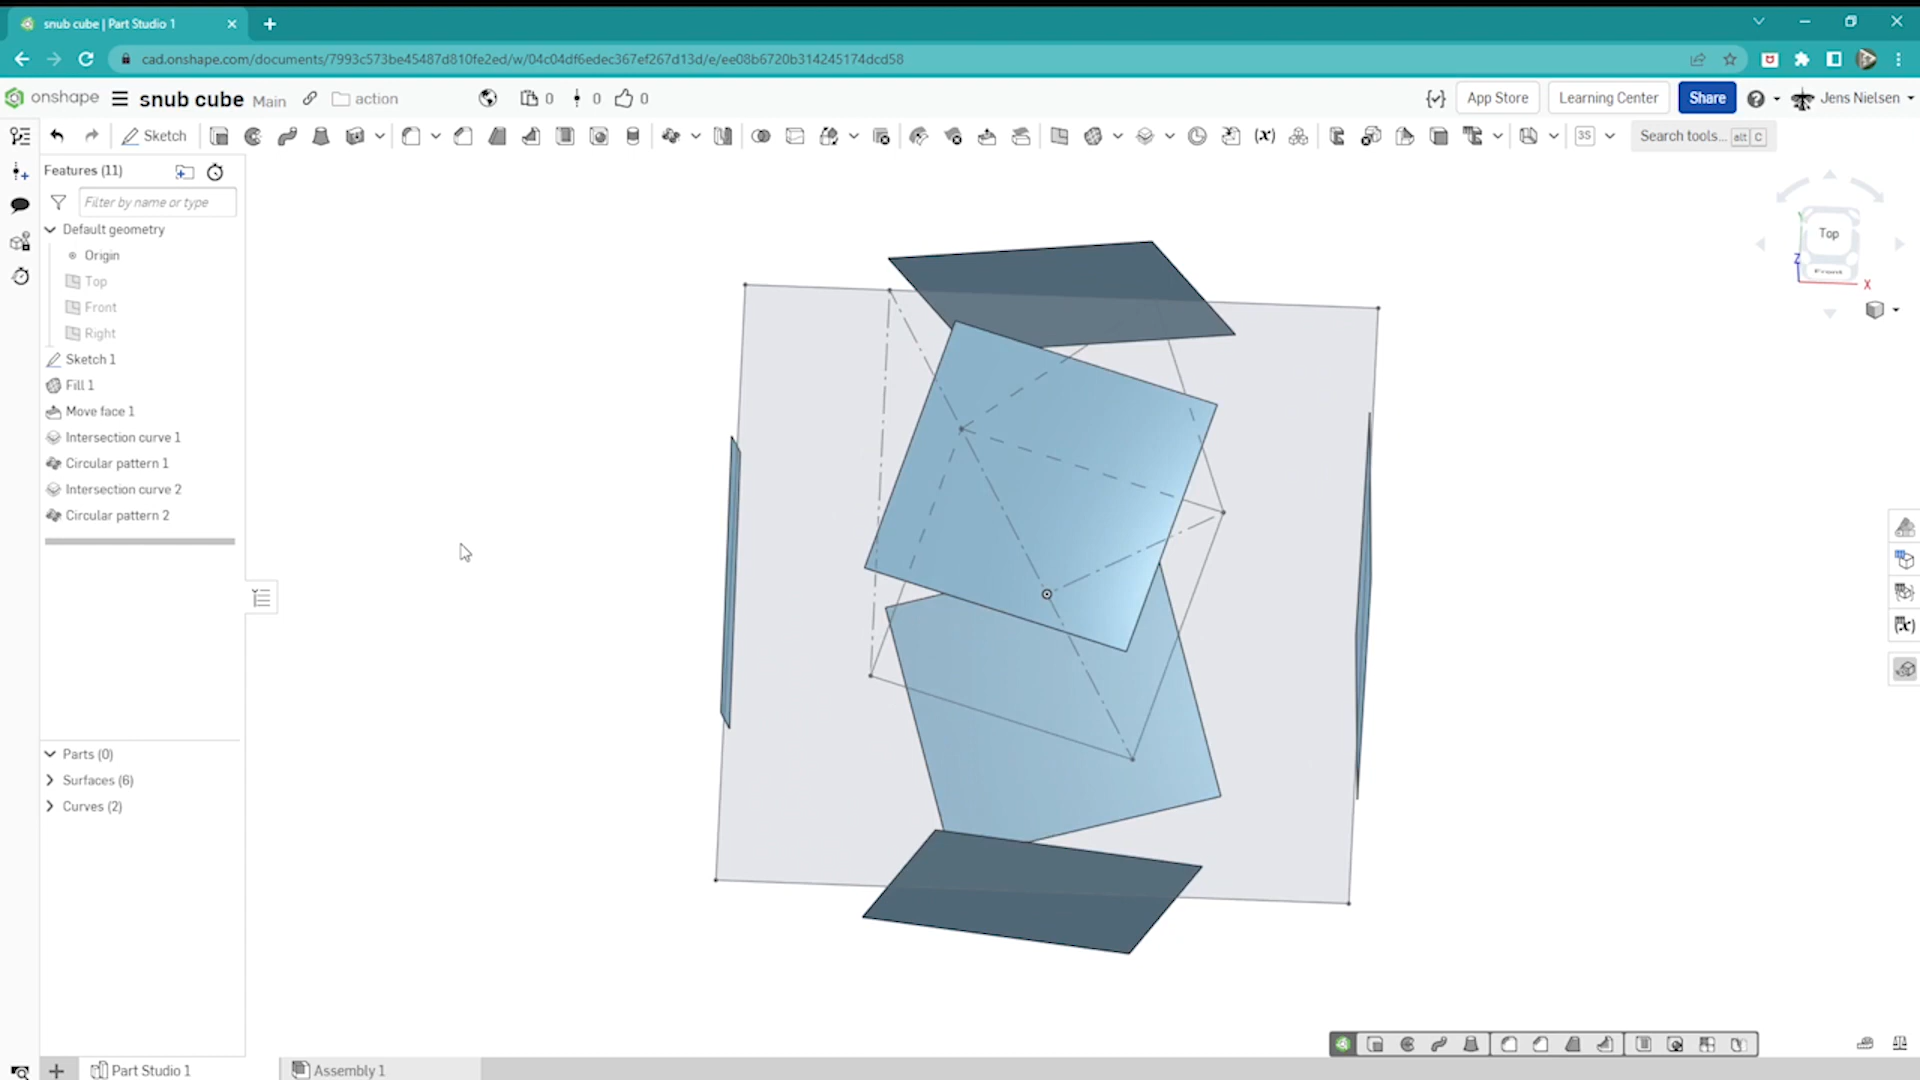 snub cube | Part Studio 1
cad.onshape.com/documents/7993c573be45487d810fe2ed/w/04c04df6edec367ef267d13d/e/ee08b6720b314245174dcd58
onshape snub cube Main action 0 0 0 App Store Learning Center Share Jens Nielsen
Sketch (x) 3S Search tools... alt C
Features (11)
Filter by name or type
Default geometry
Origin
Top
Front
Right
Sketch 1
Fill 1
Move face 1
Intersection curve 1
Circular pattern 1
Intersection curve 2
Circular pattern 2
Parts (0)
Surfaces (6)
Curves (2)
Top
Z
X
(x)
Part Studio 1
Assembly 1